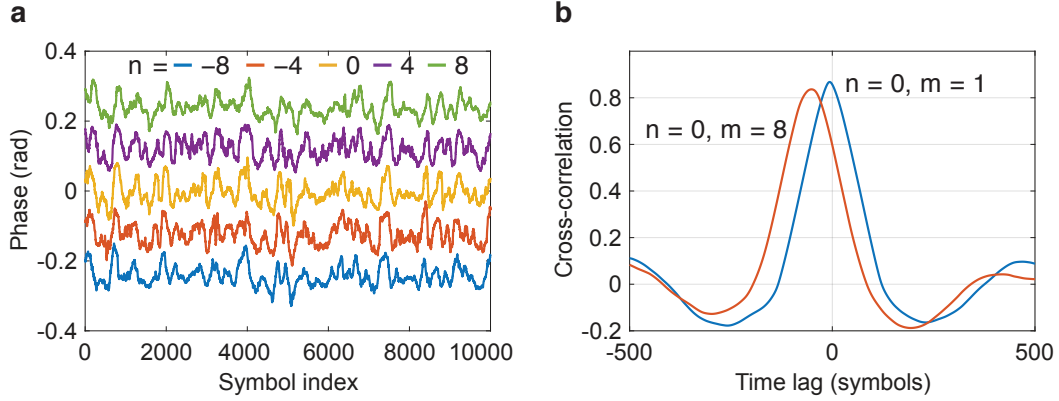 a
n = −8 −4 0 4 8
0.4
0.2
0
-0.2
-0.4
Phase (rad)
0 2000 4000 6000 8000 10000
Symbol index
b
n = 0, m = 1
n = 0, m = 8
0.8
0.6
0.4
0.2
0
-0.2
Cross-correlation
-500 0 500
Time lag (symbols)